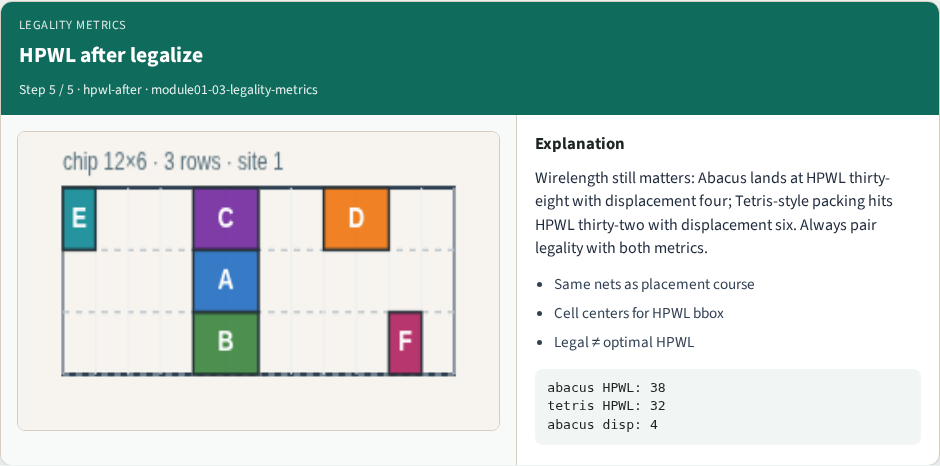 LEGALITY METRICS
HPWL after legalize
Step 5 / 5 · hpwl-after · module01-03-legality-metrics
chip 12×6 · 3 rows · site 1
E
C
D
A
B
F
Explanation
Wirelength still matters: Abacus lands at HPWL thirty-
eight with displacement four; Tetris-style packing hits
HPWL thirty-two with displacement six. Always pair
legality with both metrics.
• Same nets as placement course
• Cell centers for HPWL bbox
• Legal ≠ optimal HPWL
abacus HPWL: 38
tetris HPWL: 32
abacus disp: 4